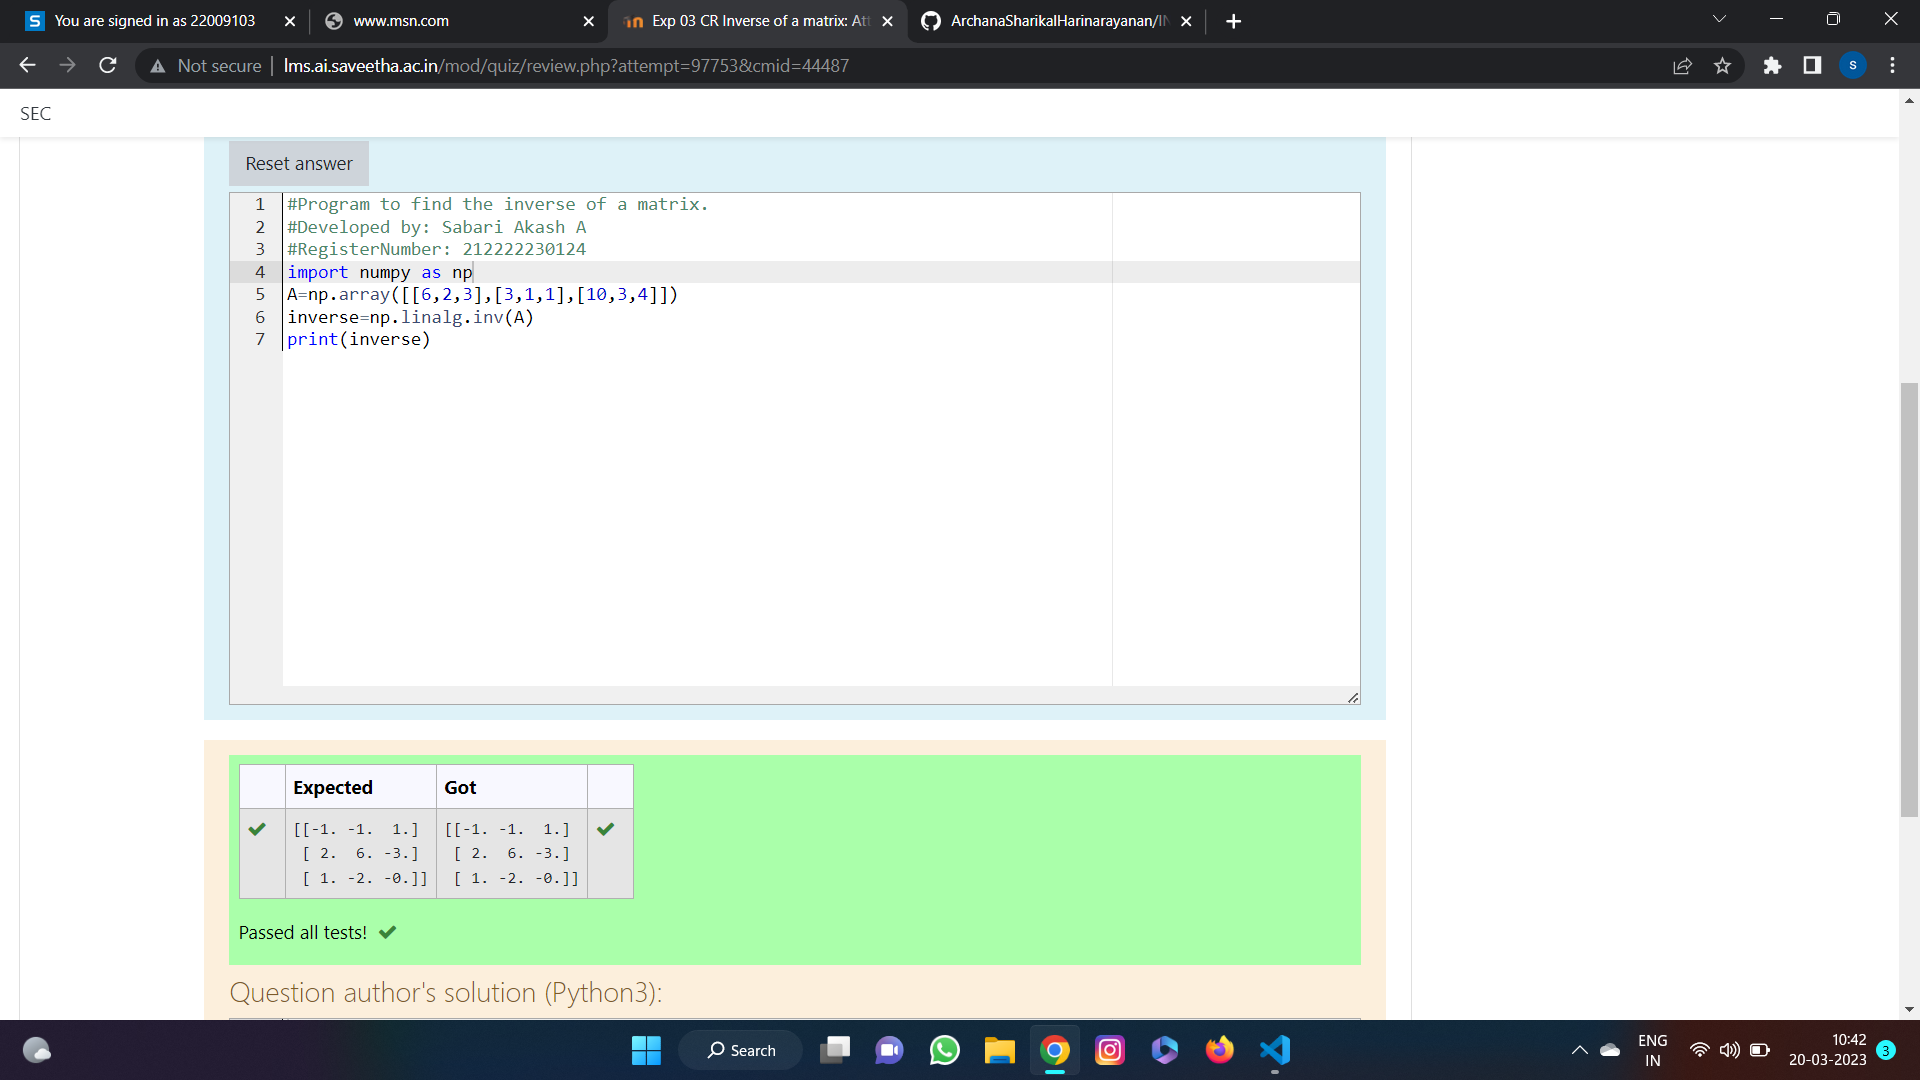 You are signed in as 22009103
www.msn.com
Exp 03 CR Inverse of a matrix: Att
ArchanaSharikalHarinarayanan/IN
Not secure | lms.ai.saveetha.ac.in/mod/quiz/review.php?attempt=97753&cmid=44487
S
SEC
Reset answer
1 #Program to find the inverse of a matrix.
2 #Developed by: Sabari Akash A
3 #RegisterNumber: 212222230124
4 import numpy as np
5 A=np.array([[6,2,3],[3,1,1],[10,3,4]])
6 inverse=np.linalg.inv(A)
7 print(inverse)
Expected Got
[[-1. -1.  1.] [[-1. -1.  1.]
[ 2.  6. -3.] [ 2.  6. -3.]
[ 1. -2. -0.]] [ 1. -2. -0.]]
Passed all tests!
Question author's solution (Python3):
Search
ENG
IN
10:42
20-03-2023
3